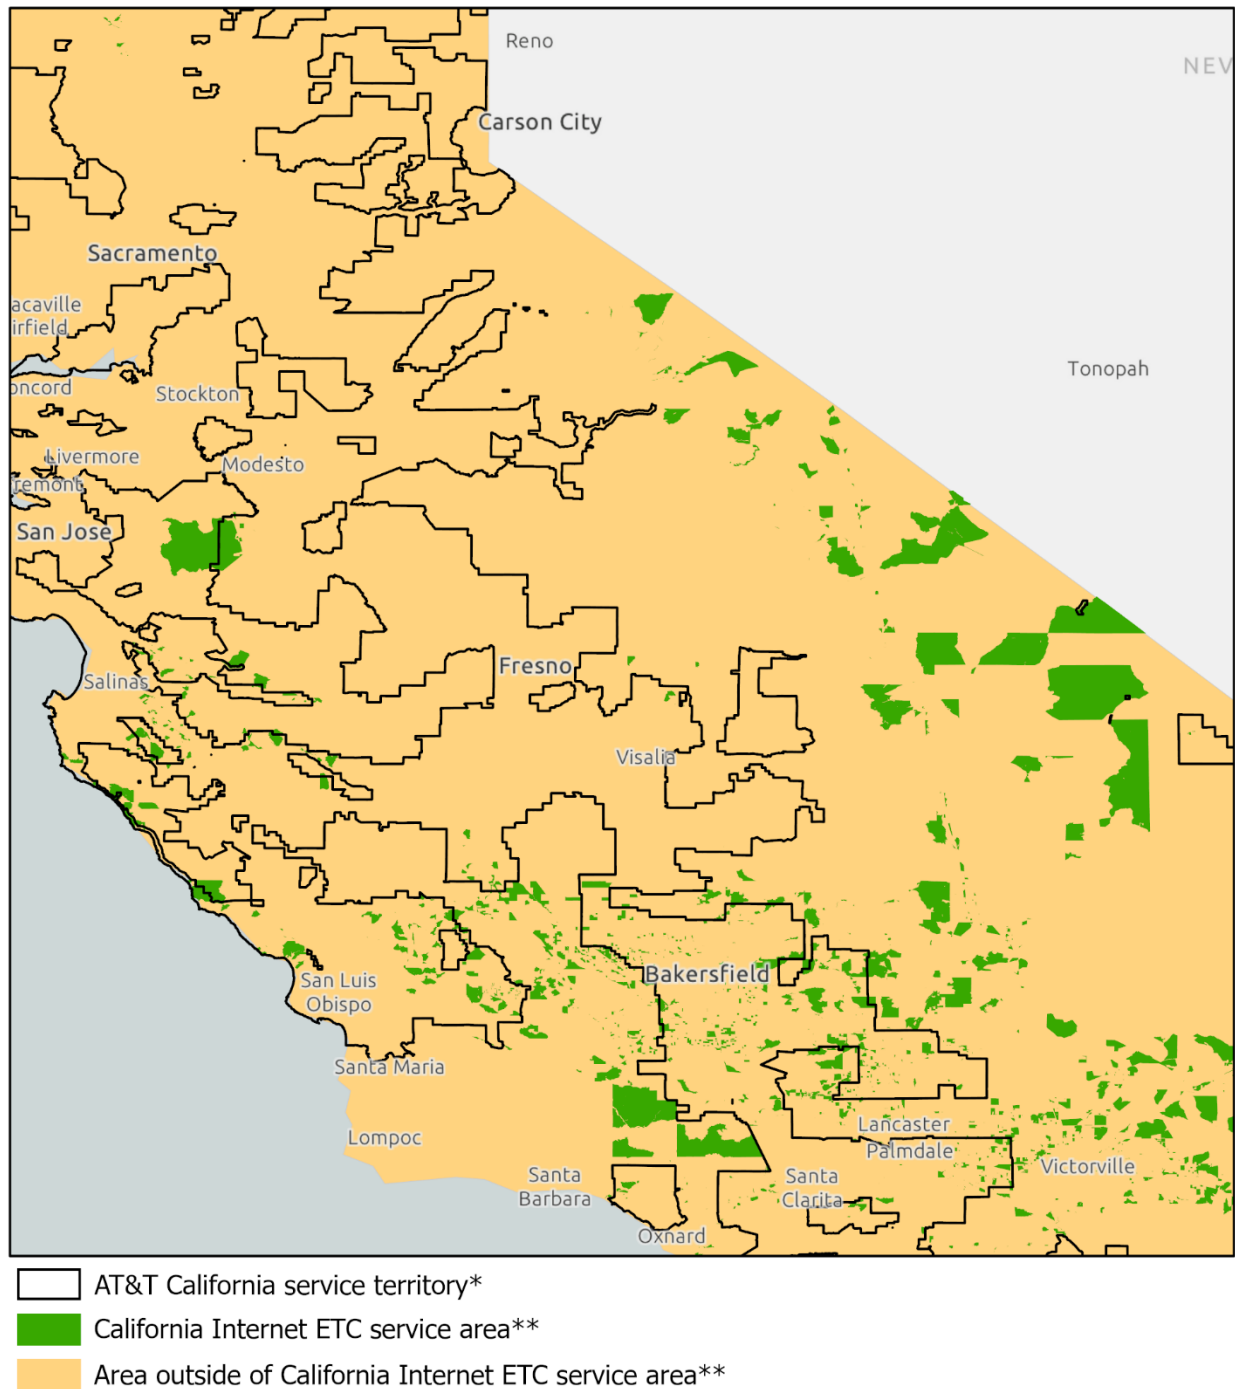 Reno
NEV
Carson City
Sacramento
acaville
irfield
Tonopah
oncord
Stockton
Livermore
Modesto
remont
San Jose
Fresno
Salinas
Visalia
Bakersfield
San Luis
Obispo
Santa Maria
Lompoc
Lancaster
Palmdale
Victorville
Santa
Barbara
Santa
Clarita
Oxnard
AT&T California service territory*
California Internet ETC service area**
Area outside of California Internet ETC service area**